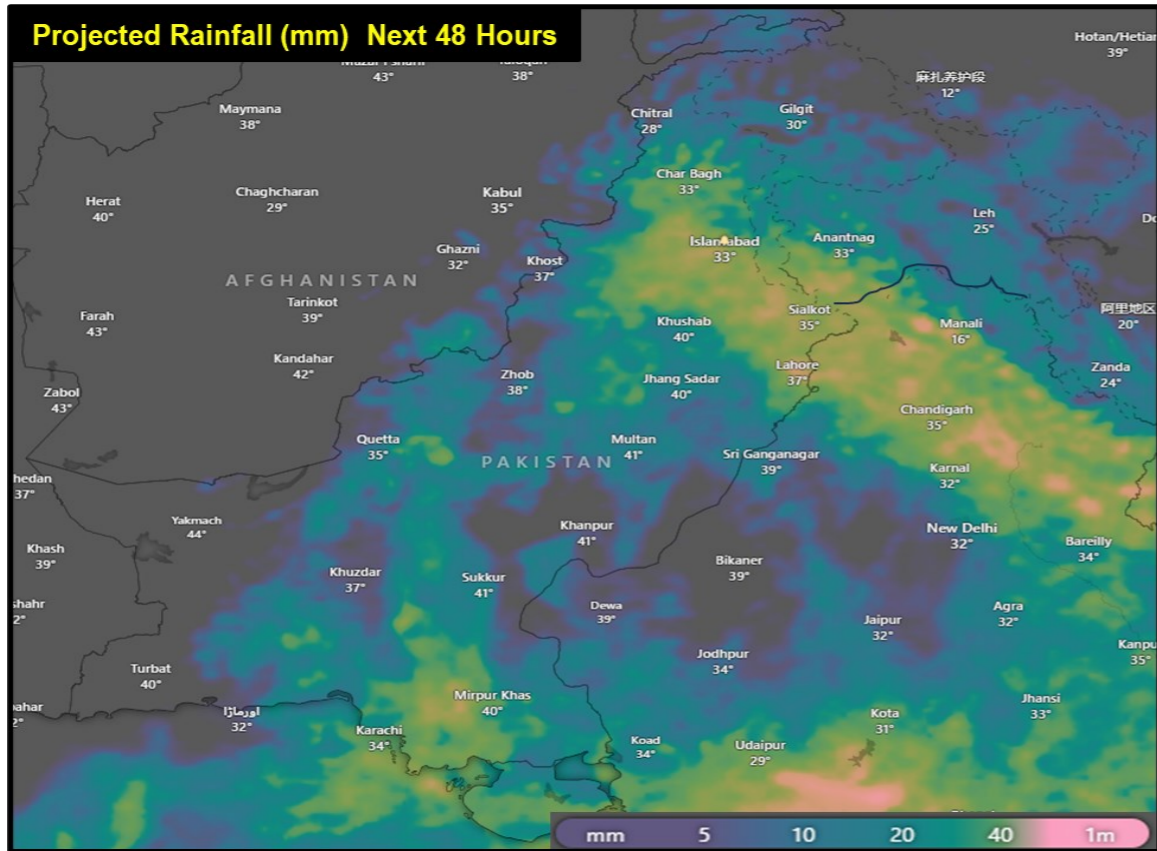 Projected Rainfall (mm)  Next 48 Hours
Hotan/Hetian
39°
43°
38°
麻扎养护段
12°
Maymana
38°
Chitral
28°
Gilgit
30°
Char Bagh
33°
Herat
40°
Chaghcharan
29°
Kabul
35°
Leh
25°
Ghazni
32°
Islamabad
33°
Anantnag
33°
Khost
37°
AFGHANISTAN
Tarinkot
39°
Farah
43°
Sialkot
35°
Khushab
40°
Manali
16°
阿里地区
20°
Kandahar
42°
Zhob
38°
Jhang Sadar
40°
Lahore
37°
Zanda
24°
Zabol
43°
Chandigarh
35°
Quetta
35°
Multan
41°
PAKISTAN
Sri Ganganagar
39°
Karnal
32°
hedan
37°
Yakmach
44°
Khanpur
41°
New Delhi
32°
Bareilly
34°
Khash
39°
Bikaner
39°
Khuzdar
37°
Sukkur
41°
shahr
2°
Dewa
39°
Agra
32°
Jaipur
32°
Jodhpur
34°
Kanpu
35°
Turbat
40°
Mirpur Khas
40°
اورماڑا
32°
Jhansi
33°
ahar
2°
Karachi
34°
Kota
31°
Koad
34°
Udaipur
29°
mm 5 10 20 40 1m